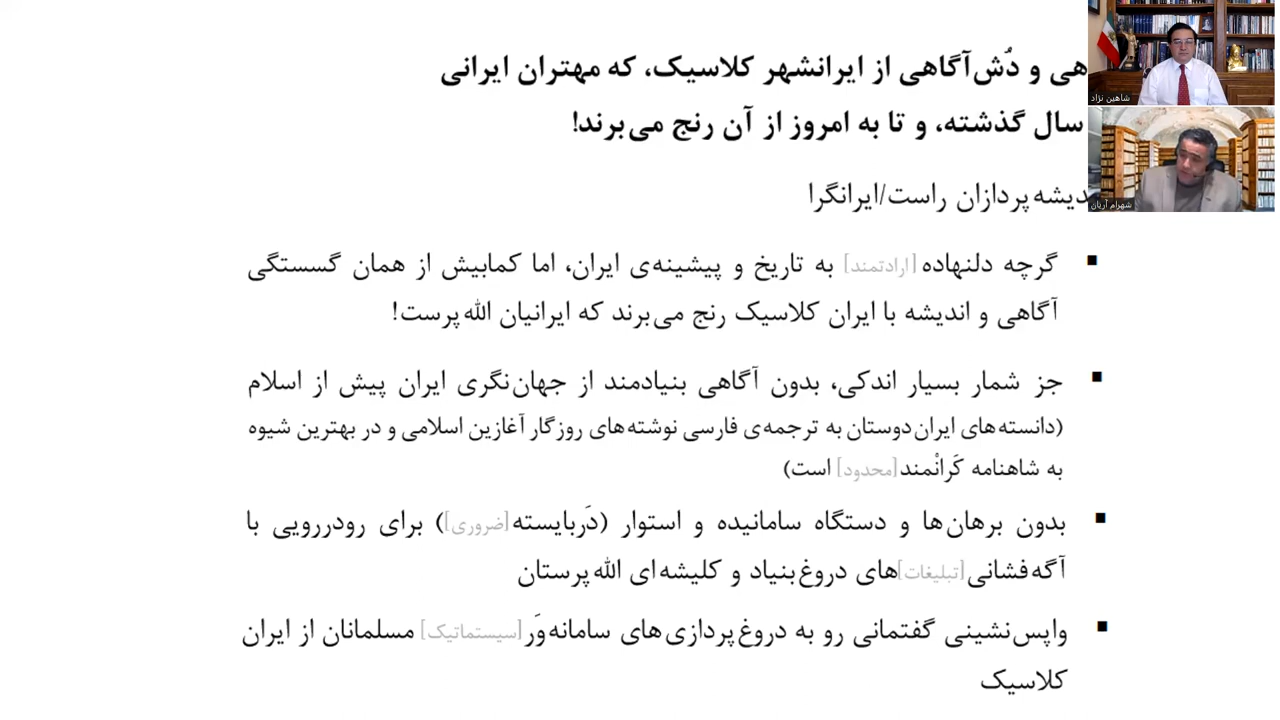 و دُش‌آگاهی از ایرانشهر کلاسیک، که مهتران ایرانی
سال گذشته، و تا به امروز از آن رنج می‌برند!
راست/ایرانگرا
گرچه دلنهاده[ارادتمند] به تاریخ و پیشینه‌ی ایران، اما کمابیش از همان گسستگی
آگاهی و اندیشه با ایران کلاسیک رنج می‌برند که ایرانیان الله‌پرست!
جز شمار بسیار اندکی، بدون آگاهی بنیادمند از جهان‌نگری ایران پیش از اسلام
(دانسته‌های ایران‌دوستان به ترجمه‌ی فارسی نوشته‌های روزگار آغازین اسلامی و در بهترین شیوه
به شاهنامه کَرانْمند[محدود] است)
بدون برهان‌ها و دستگاه سامانیده و استوار (دَربایسته[ضروری]) برای رودررویی با
آگه‌فشانی[تبلیغات]های دروغ‌بنیاد و کلیشه‌ای الله‌پرستان
واپس‌نشینی گفتمانی رو به دروغ‌پردازی‌های سامانه‌وَر[سیستماتیک] مسلمانان از ایران
کلاسیک
شاهین نژاد
شهرام آریان